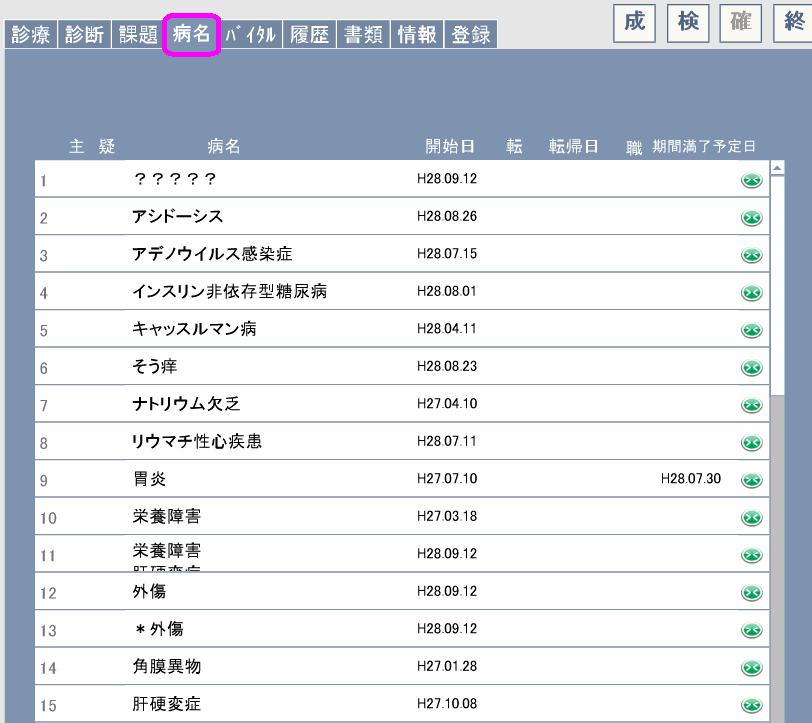 成 検 確 終
診療 診断 課題 病名 ﾊﾞｲﾀﾙ 履歴 書類 情報 登録
主 疑 病名 開始日 転 転帰日 職 期間満了予定日
1 ？？？？？ H28.09.12
2 アシドーシス H28.08.26
3 アデノウイルス感染症 H28.07.15
4 インスリン非依存型糖尿病 H28.08.01
5 キャッスルマン病 H28.04.11
6 そう痒 H28.08.23
7 ナトリウム欠乏 H27.04.10
8 リウマチ性心疾患 H28.07.11
9 胃炎 H27.07.10 H28.07.30
10 栄養障害 H27.03.18
11 栄養障害 H28.09.12
肝硬変症
12 外傷 H28.09.12
13 ＊外傷 H28.09.12
14 角膜異物 H27.01.28
15 肝硬変症 H27.10.08